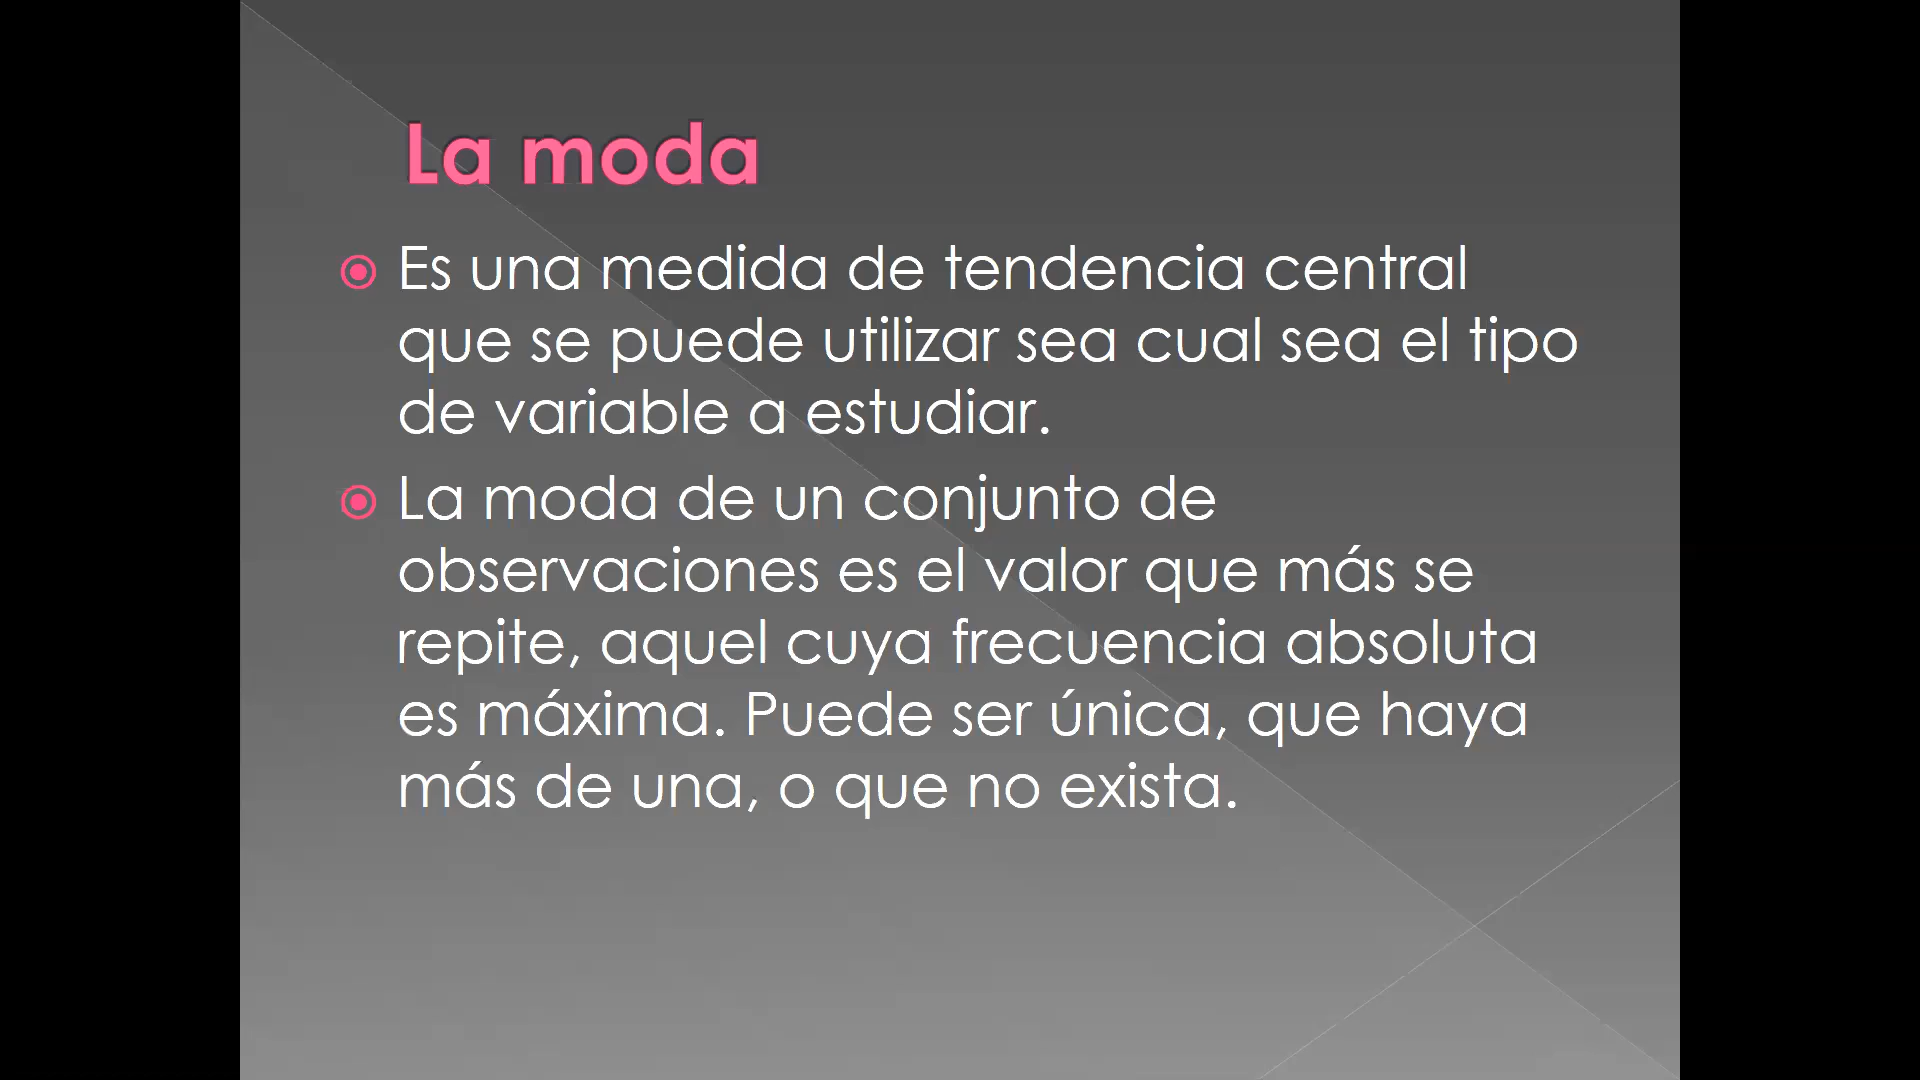 La moda
Es una medida de tendencia central
que se puede utilizar sea cual sea el tipo
de variable a estudiar.
La moda de un conjunto de
observaciones es el valor que más se
repite, aquel cuya frecuencia absoluta
es máxima. Puede ser única, que haya
más de una, o que no exista.